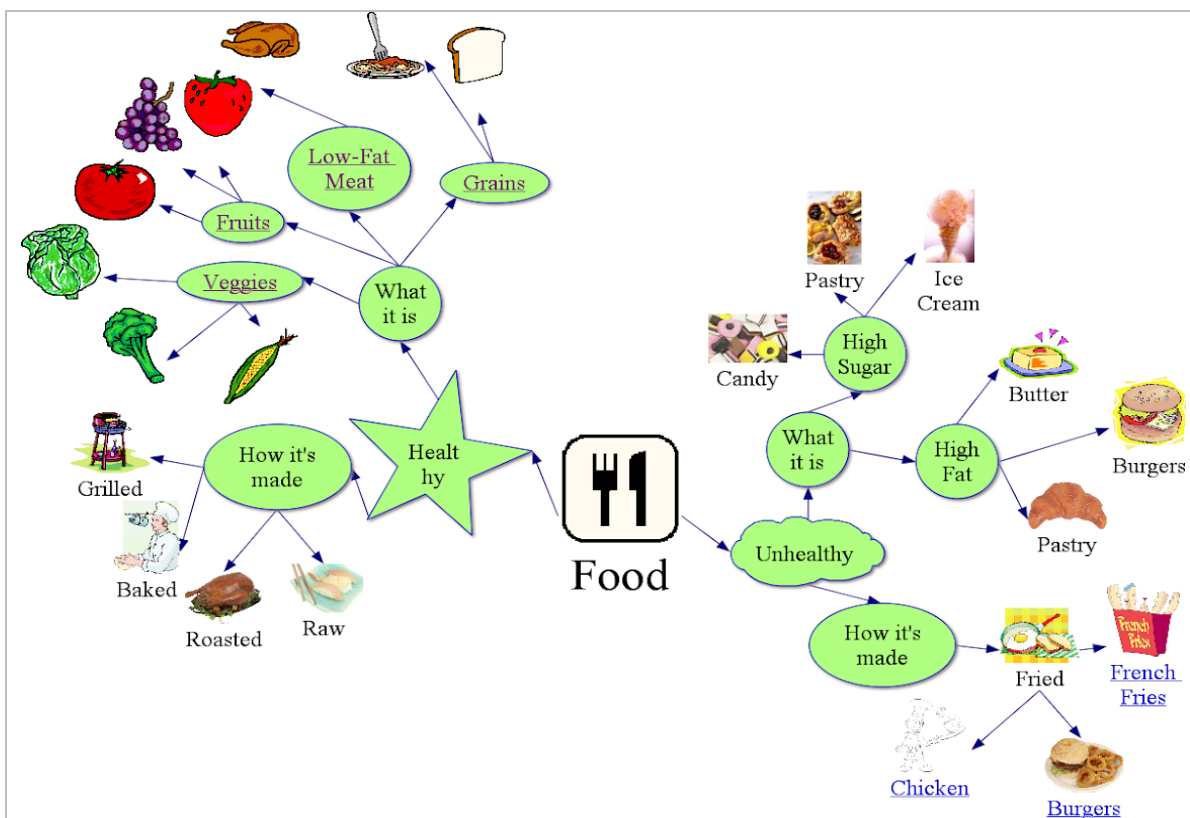 Low-Fat
Meat
Grains
Fruits
Veggies
What
it is
Healt
hy
How it's
made
Grilled
Baked
Roasted
Raw
Food
Pastry
Ice
Cream
Candy
High
Sugar
Butter
What
it is
High
Fat
Burgers
Pastry
Unhealthy
How it's
made
Fried
French
Fries
Chicken
Burgers